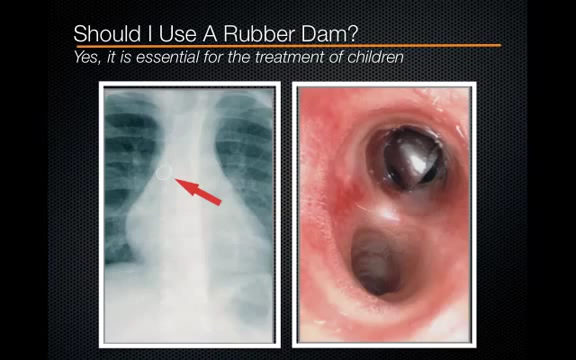 Should I Use A Rubber Dam?
Yes, it is essential for the treatment of children